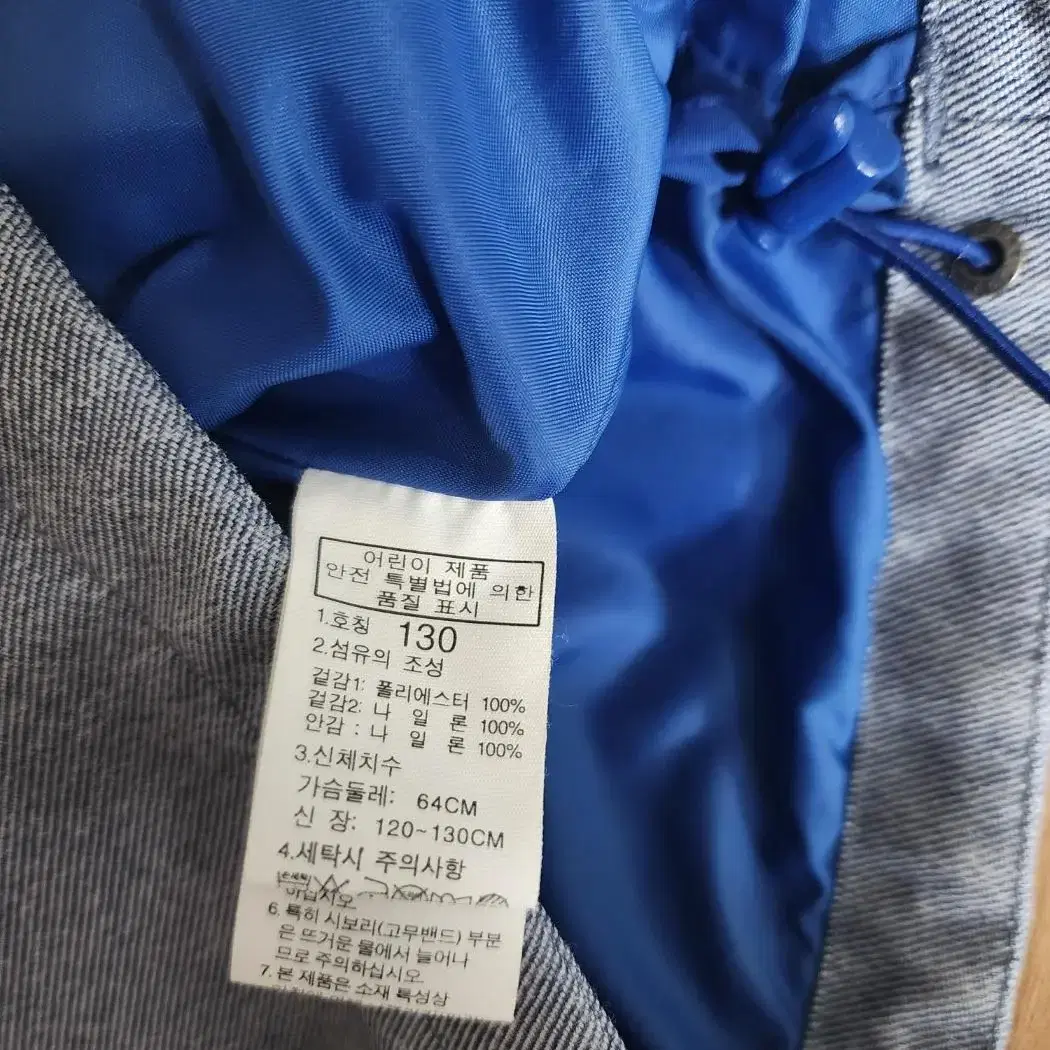 어린이 제품
안전 특별법에 의한
품질 표시
1.호칭 130
2.섬유의 조성
겉감1: 폴리에스터 100%
겉감2: 나 일 론 100%
안감 : 나 일 론 100%
3.신체치수
가슴둘레: 64CM
신 장: 120~130CM
4.세탁시 주의사항
마십시오
6. 특히 시보리(고무밴드) 부분
은 뜨거운 물에서 늘어나
므로 주의하십시오.
7. 본 제품은 소재 특성상